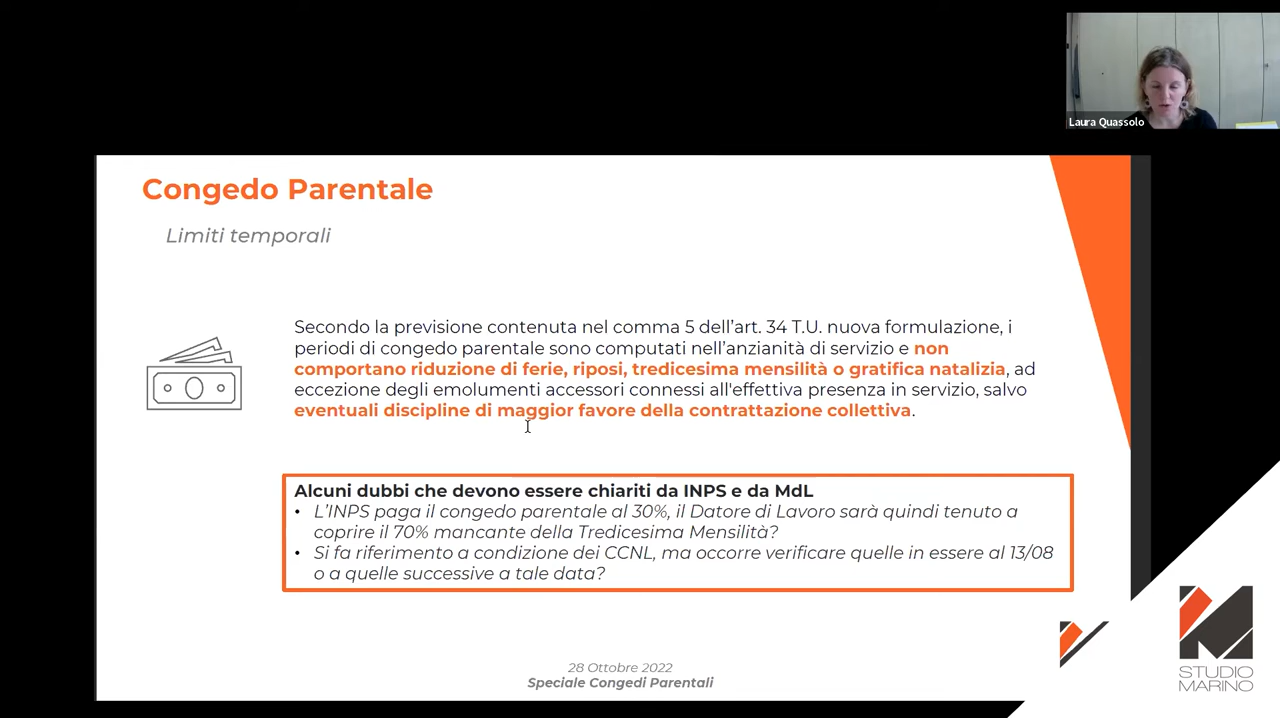 Laura Quassolo
Congedo Parentale
Limiti temporali
Secondo la previsione contenuta nel comma 5 dell’art. 34 T.U. nuova formulazione, i
periodi di congedo parentale sono computati nell’anzianità di servizio e non
comportano riduzione di ferie, riposi, tredicesima mensilità o gratifica natalizia, ad
eccezione degli emolumenti accessori connessi all'effettiva presenza in servizio, salvo
eventuali discipline di maggior favore della contrattazione collettiva.
Alcuni dubbi che devono essere chiariti da INPS e da MdL
• L’INPS paga il congedo parentale al 30%, il Datore di Lavoro sarà quindi tenuto a
coprire il 70% mancante della Tredicesima Mensilità?
• Si fa riferimento a condizione dei CCNL, ma occorre verificare quelle in essere al 13/08
o a quelle successive a tale data?
28 Ottobre 2022
Speciale Congedi Parentali
STUDIO
MARINO